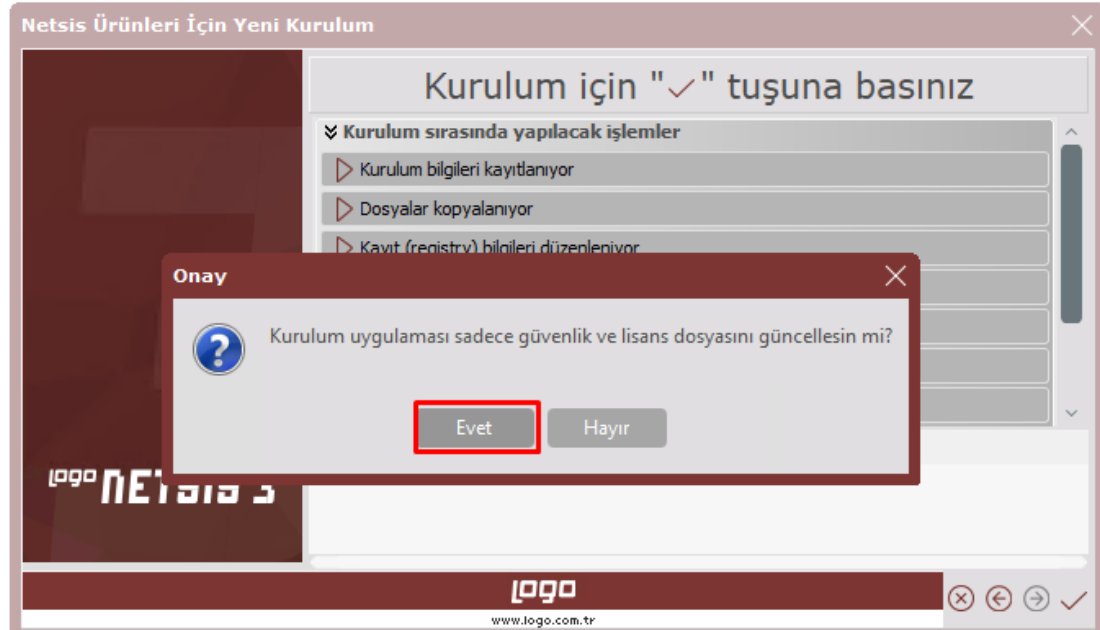 Netsis Ürünleri İçin Yeni Kurulum
Kurulum için "✓" tuşuna basınız
Kurulum sırasında yapılacak işlemler
Kurulum bilgileri kayıtlanıyor
Dosyalar kopyalanıyor
Kayıt (registry) bilgileri düzenleniyor
Onay
Kurulum uygulaması sadece güvenlik ve lisans dosyasını güncellesin mi?
Evet Hayır
LOGO NETSIS 3
LOGO
www.logo.com.tr